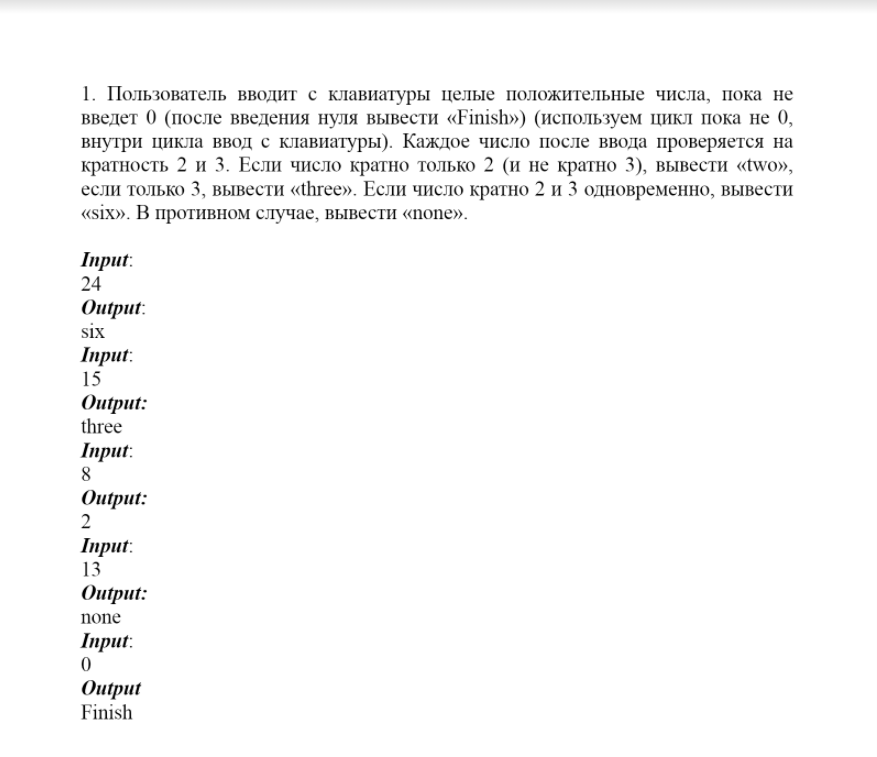 1. Пользователь вводит с клавиатуры целые положительные числа, пока не
введет 0 (после введения нуля вывести «Finish») (используем цикл пока не 0,
внутри цикла ввод с клавиатуры). Каждое число после ввода проверяется на
кратность 2 и 3. Если число кратно только 2 (и не кратно 3), вывести «two»,
если только 3, вывести «three». Если число кратно 2 и 3 одновременно, вывести
«six». В противном случае, вывести «none».
Input:
24
Output:
six
Input:
15
Output:
three
Input:
8
Output:
2
Input:
13
Output:
none
Input:
0
Output
Finish